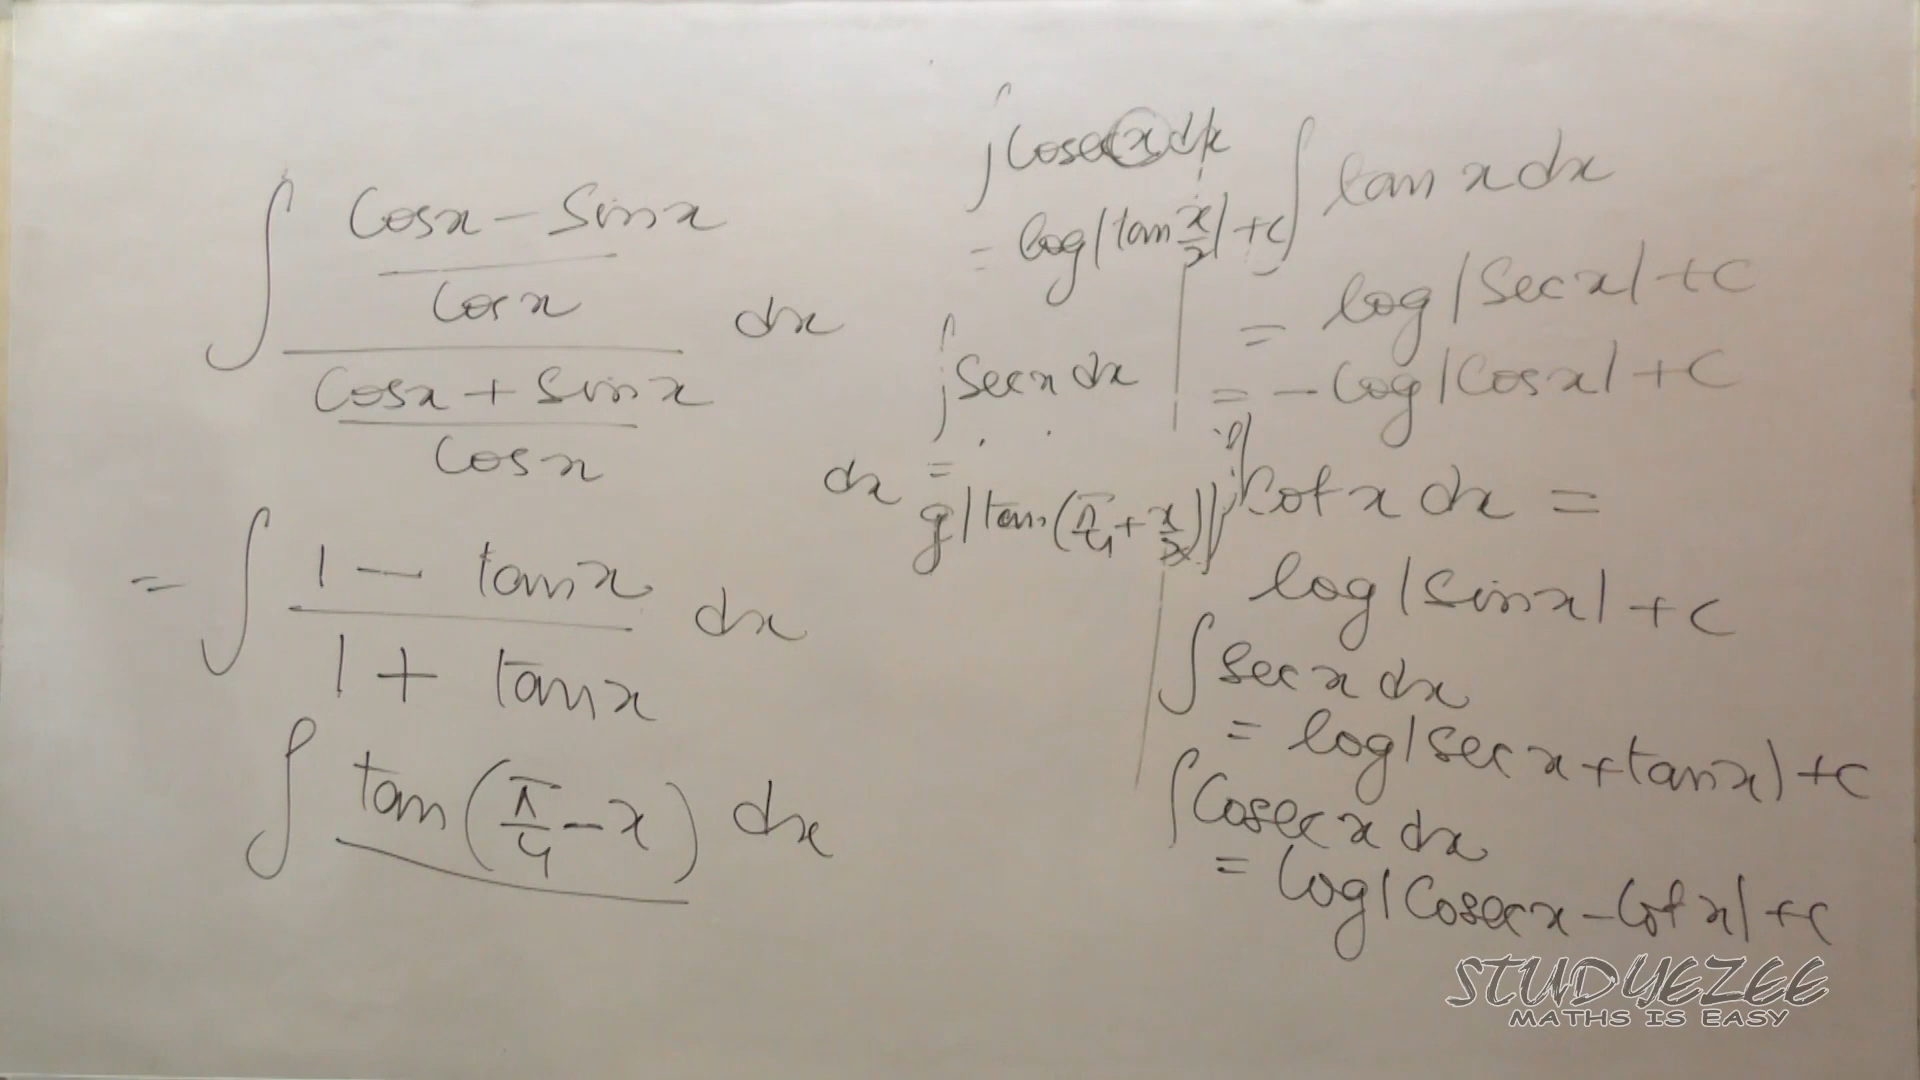 ∫ (cosx - sinx / cosx) / (cosx + sinx / cosx) dx
= ∫ (1 - tanx) / (1 + tanx) dx
∫ tan(π/4 - x) dx
∫ cosec x dx
= log|tan x/2| + c
∫ sec x dx
dx =
g|tan(π/4 + x/2)|
∫ tan x dx
= log|sec x| + c
= -log|cos x| + c
∫ cot x dx =
log|sin x| + c
∫ sec x dx
= log|sec x + tan x) + c
∫ cosec x dx
= log|cosec x - cot x| + c
STUDYEZEE
MATHS IS EASY